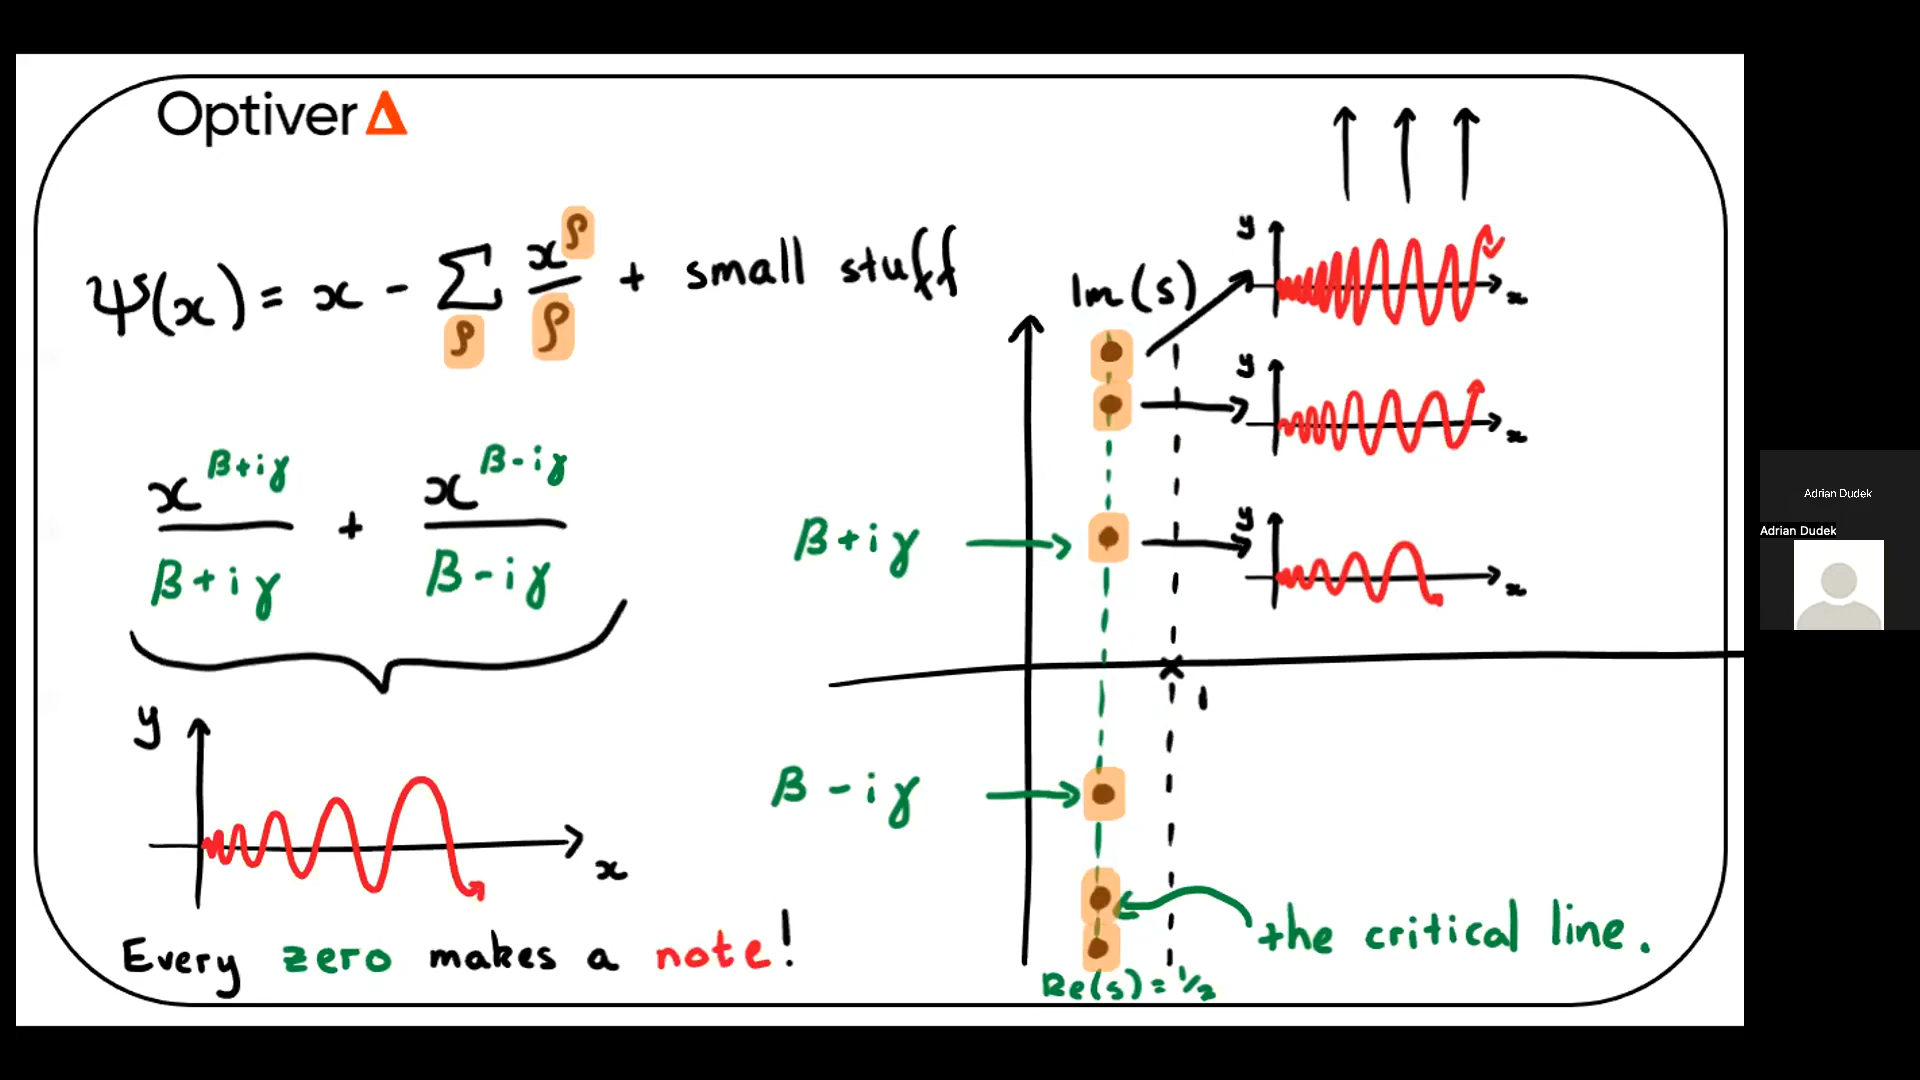 Optiver
Ψ(x) = x - Σ_ρ x^ρ/ρ + small stuff
x^(β+iγ)/(β+iγ) + x^(β-iγ)/(β-iγ)
y
x
Every zero makes a note!
Im(s)
β+iγ
β-iγ
1
y
x
y
x
y
x
the critical line.
Re(s) = 1/2
Adrian Dudek
Adrian Dudek